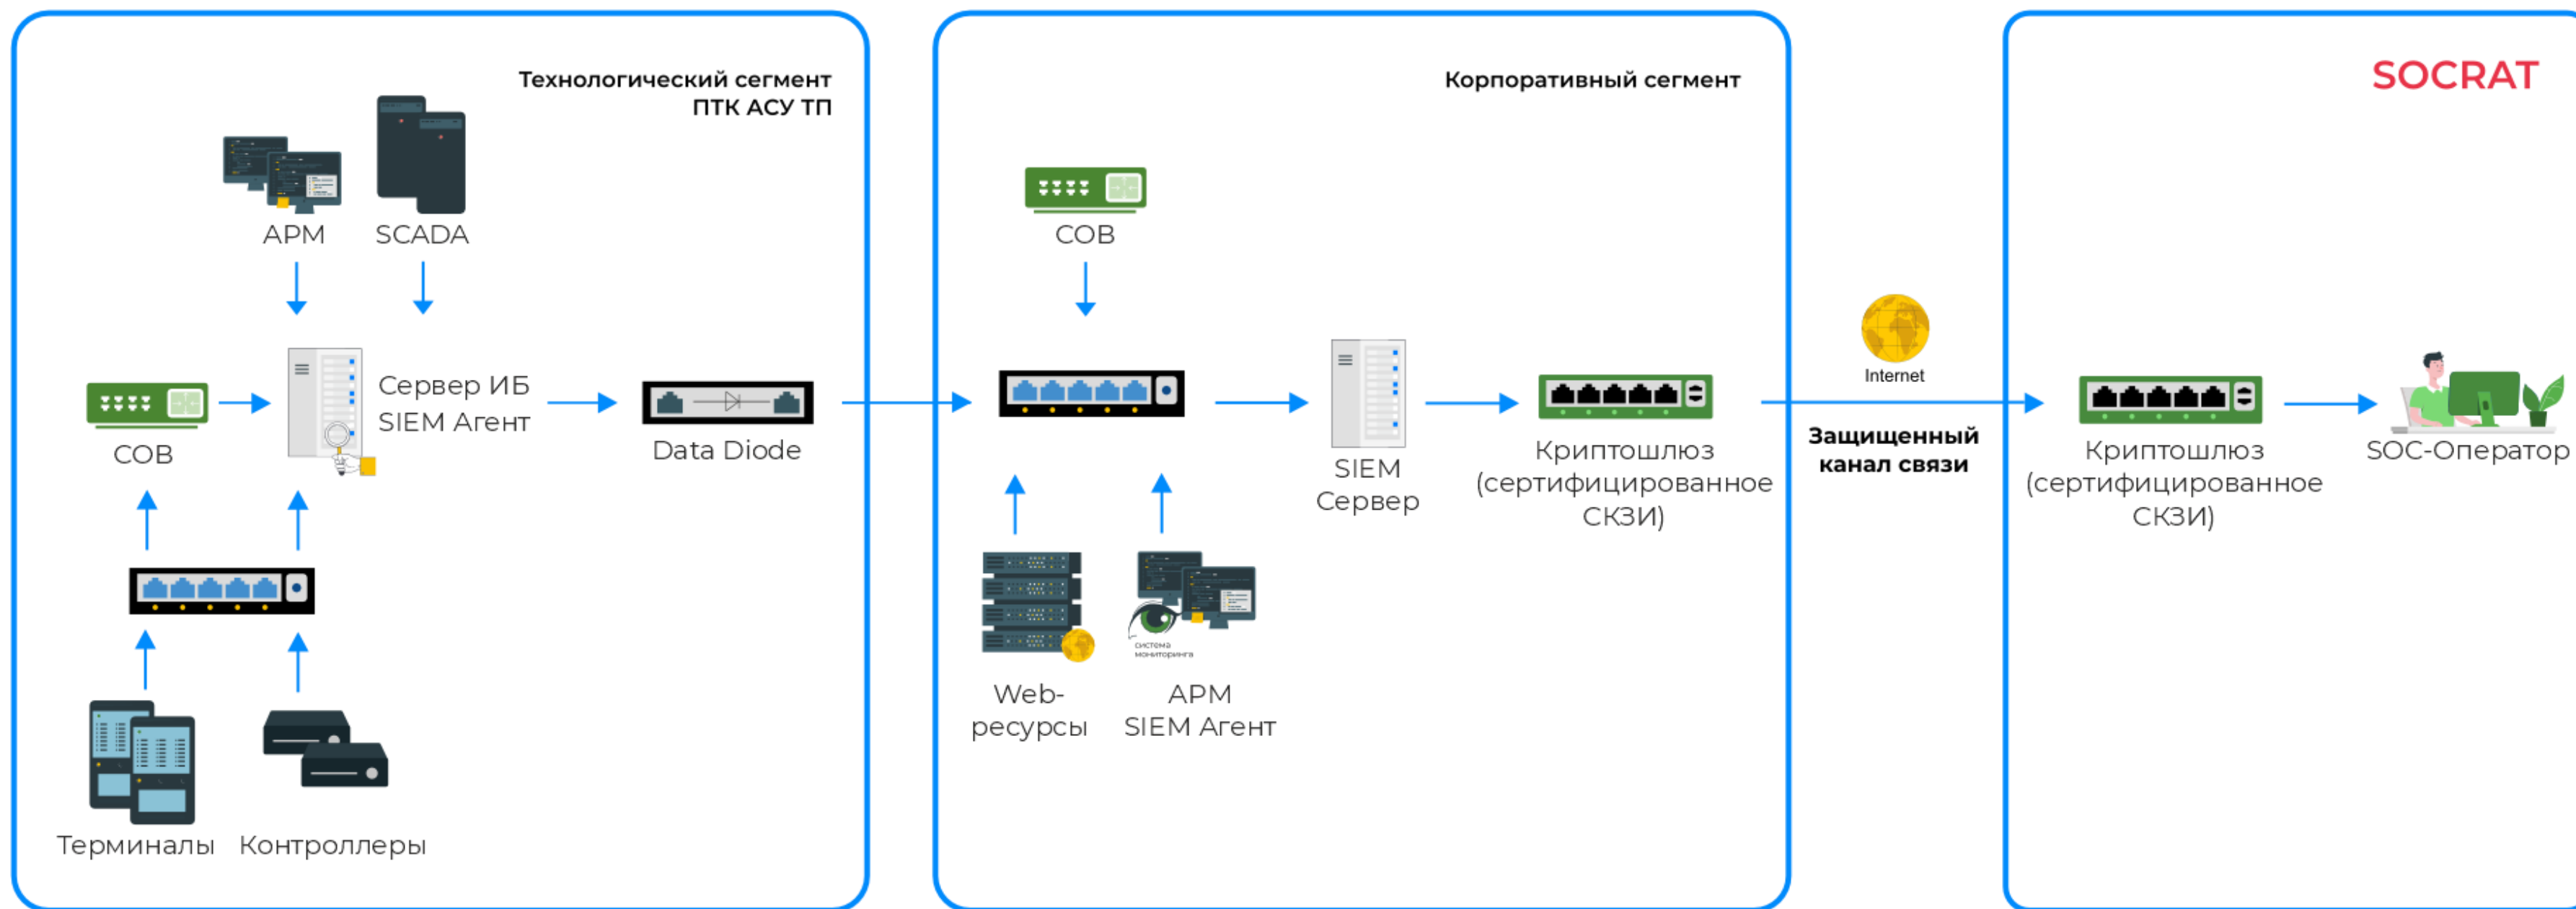 Технологический сегмент
ПТК АСУ ТП
АРМ
SCADA
СОВ
Сервер ИБ
SIEM Агент
Data Diode
Терминалы
Контроллеры
Корпоративный сегмент
СОВ
SIEM
Сервер
Криптошлюз
(сертифицированное
СКЗИ)
система
мониторинга
Web-
ресурсы
АРМ
SIEM Агент
Internet
Защищенный
канал связи
SOCRAT
Криптошлюз
(сертифицированное
СКЗИ)
SOC-Оператор